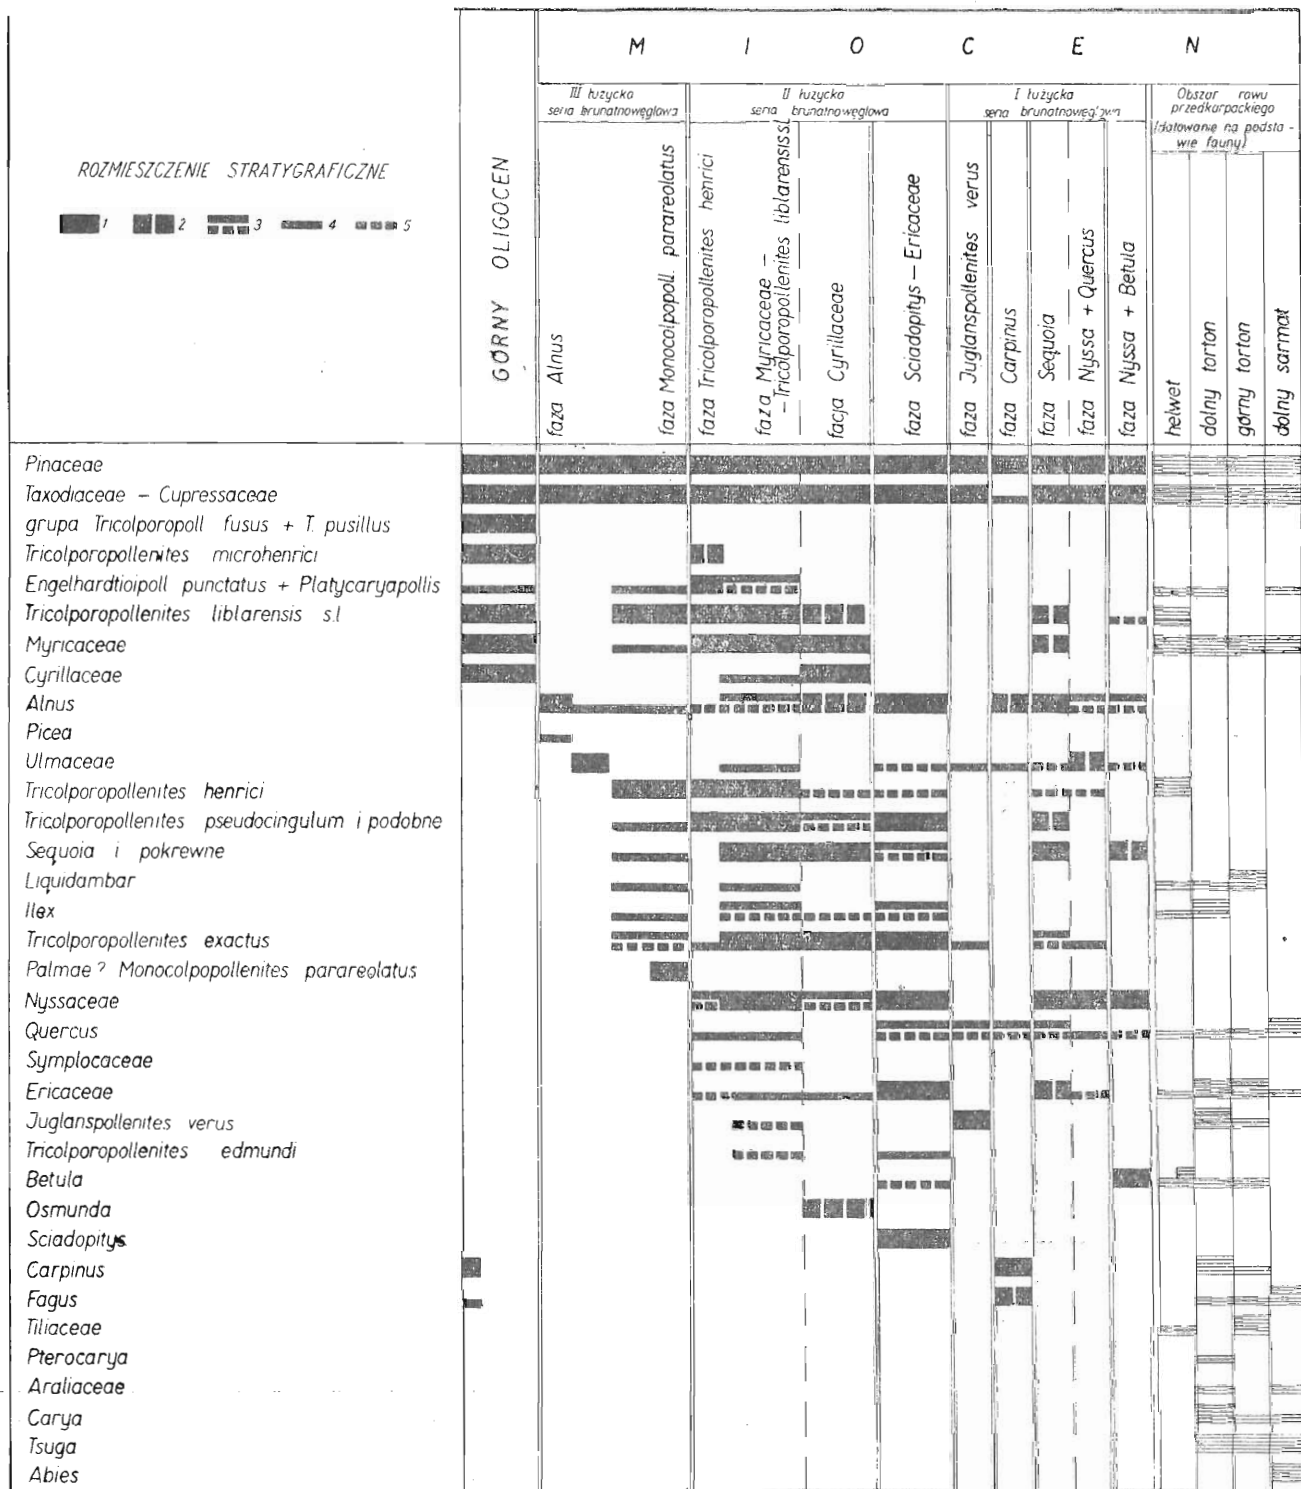 M I O C E N
III łużycka
seria brunatnowęglowa
II łużycka
seria brunatnowęglowa
I łużycka
seria brunatnowęglowa
Obszar rowu
przedkarpackiego
(datowanie na podsta-
wie fauny)
ROZMIESZCZENIE STRATYGRAFICZNE
1 2 3 4 5
GÓRNY OLIGOCEN
faza Alnus
faza Monocolpopoll. parareolatus
faza Tricolporopollenites henrici
faza Myricaceae –
–Tricolporopollenites liblarensis s.l
facja Cyrillaceae
faza Sciadopitys – Ericaceae
faza Juglanspollenites verus
faza Carpinus
faza Sequoia
faza Nyssa + Quercus
faza Nyssa + Betula
helwet
dolny torton
górny torton
dolny sarmat
Pinaceae
Taxodiaceae – Cupressaceae
grupa Tricolporopoll fusus + T. pusillus
Tricolporopollenites microhenrici
Engelhardtioipoll punctatus + Platycaryapollis
Tricolporopollenites liblarensis s.l
Myricaceae
Cyrillaceae
Alnus
Picea
Ulmaceae
Tricolporopollenites henrici
Tricolporopollenites pseudocingulum i podobne
Sequoia i pokrewne
Liquidambar
Ilex
Tricolporopollenites exactus
Palmae? Monocolpopollenites parareolatus
Nyssaceae
Quercus
Symplocaceae
Ericaceae
Juglanspollenites verus
Tricolporopollenites edmundi
Betula
Osmunda
Sciadopitys
Carpinus
Fagus
Tiliaceae
Pterocarya
Araliaceae
Carya
Tsuga
Abies